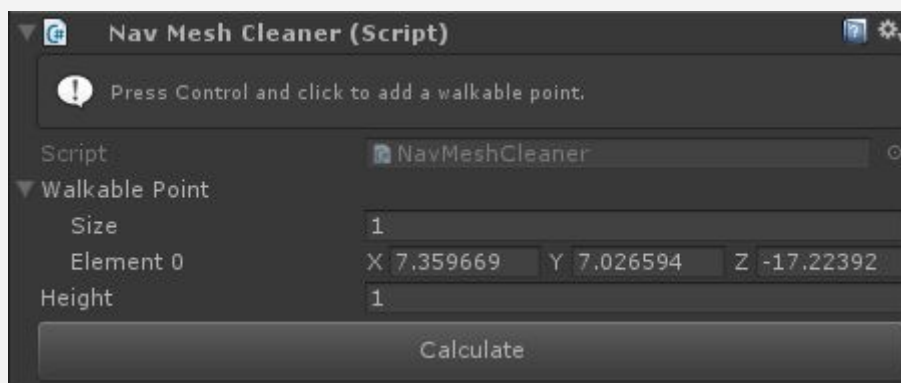 Nav Mesh Cleaner (Script)
Press Control and click to add a walkable point.
Script NavMeshCleaner
Walkable Point
Size 1
Element 0 X 7.359669 Y 7.026594 Z -17.22392
Height 1
Calculate